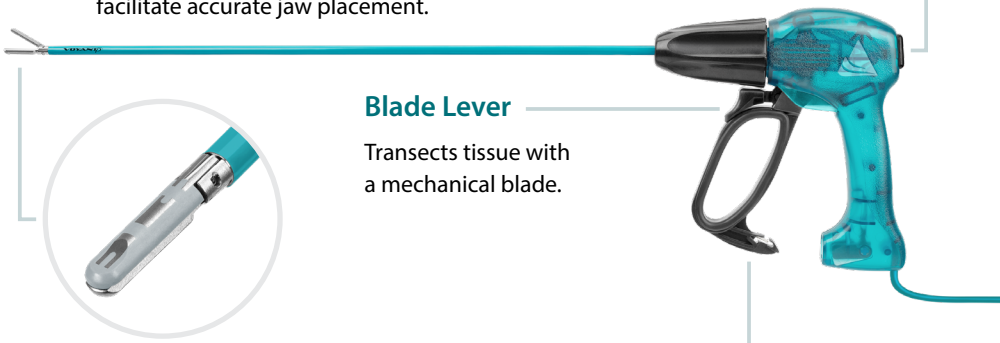 facilitate accurate jaw placement.
Blade Lever
Transects tissue with
a mechanical blade.